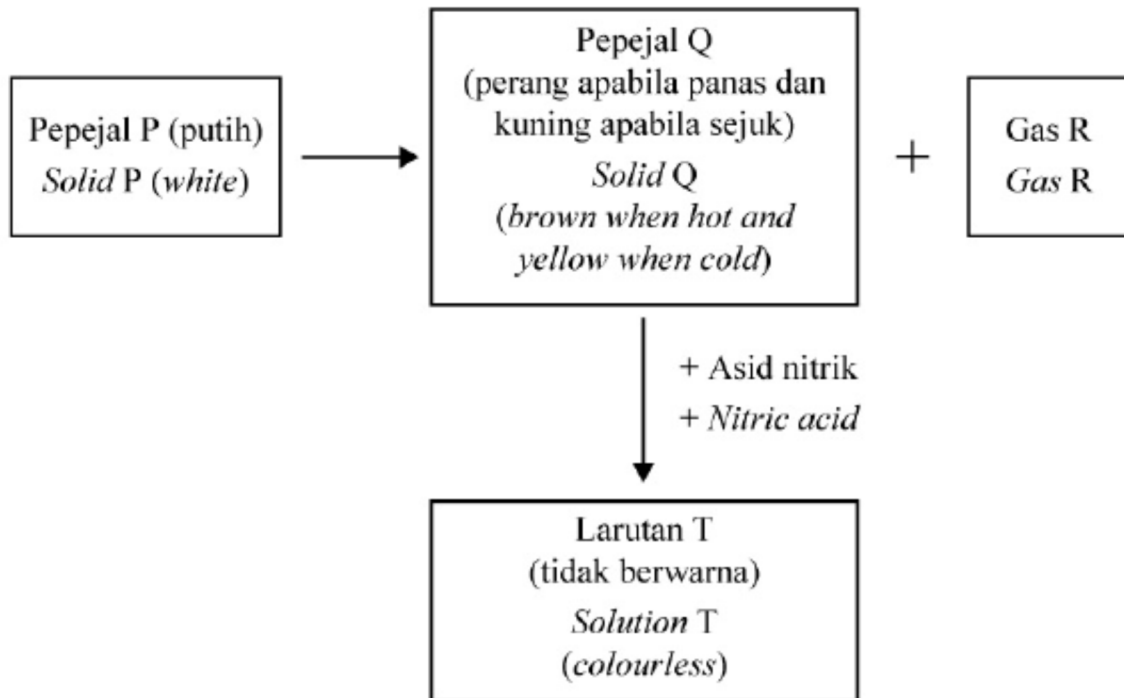 Pepejal P (putih)
Solid P (white)
Pepejal Q
(perang apabila panas dan
kuning apabila sejuk)
Solid Q
(brown when hot and
yellow when cold)
+
Gas R
Gas R
+ Asid nitrik
+ Nitric acid
Larutan T
(tidak berwarna)
Solution T
(colourless)